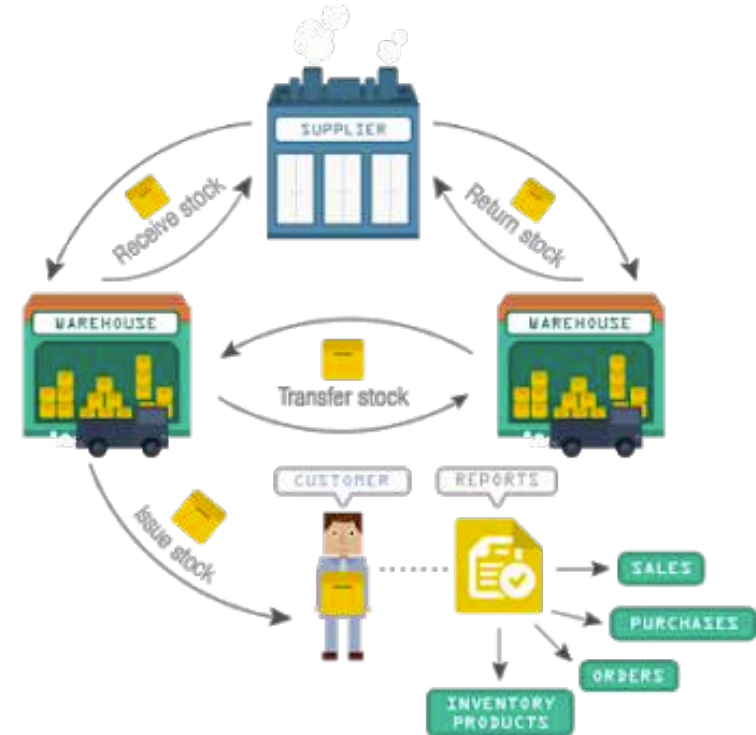 SUPPLIER
Receive stock
Return stock
WAREHOUSE
WAREHOUSE
Transfer stock
Issue stock
CUSTOMER
REPORTS
SALES
PURCHASES
ORDERS
INVENTORY
PRODUCTS